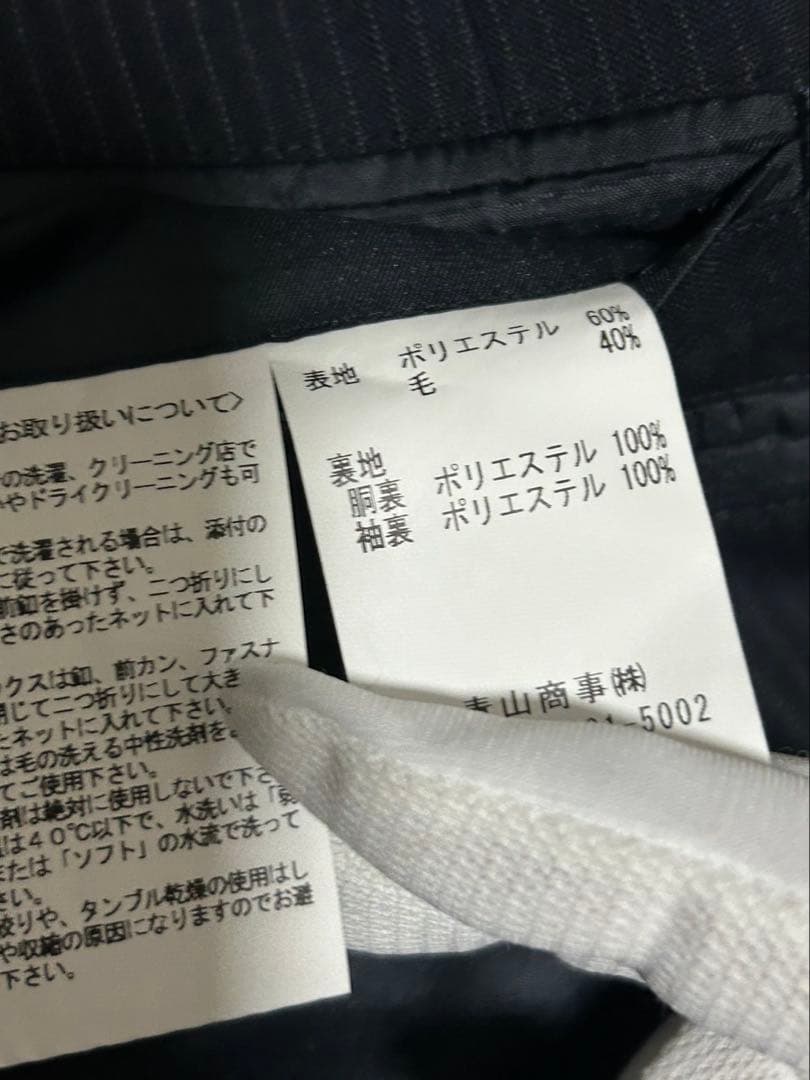 お取り扱いについて〉
の洗濯、クリーニング店で
やドライクリーニングも可
で洗濯される場合は、添付の
に従って下さい。
前釦を掛けず、二つ折りにし
さのあったネットに入れて下
ックスは釦、前カン、ファスナ
閉じて二つ折りにして大き
たネットに入れて下さい。
は毛の洗える中性洗剤を
てご使用下さい。
剤は絶対に使用しないで下さ
は40℃以下で、水洗いは「弱
または「ソフト」の水流で洗って
さい。
絞りや、タンブル乾燥の使用はし
や収縮の原因になりますのでお避
下さい。
表地 ポリエステル 60%
毛 40%
裏地
胴裏 ポリエステル 100%
袖裏 ポリエステル 100%
青山商事㈱
-5002